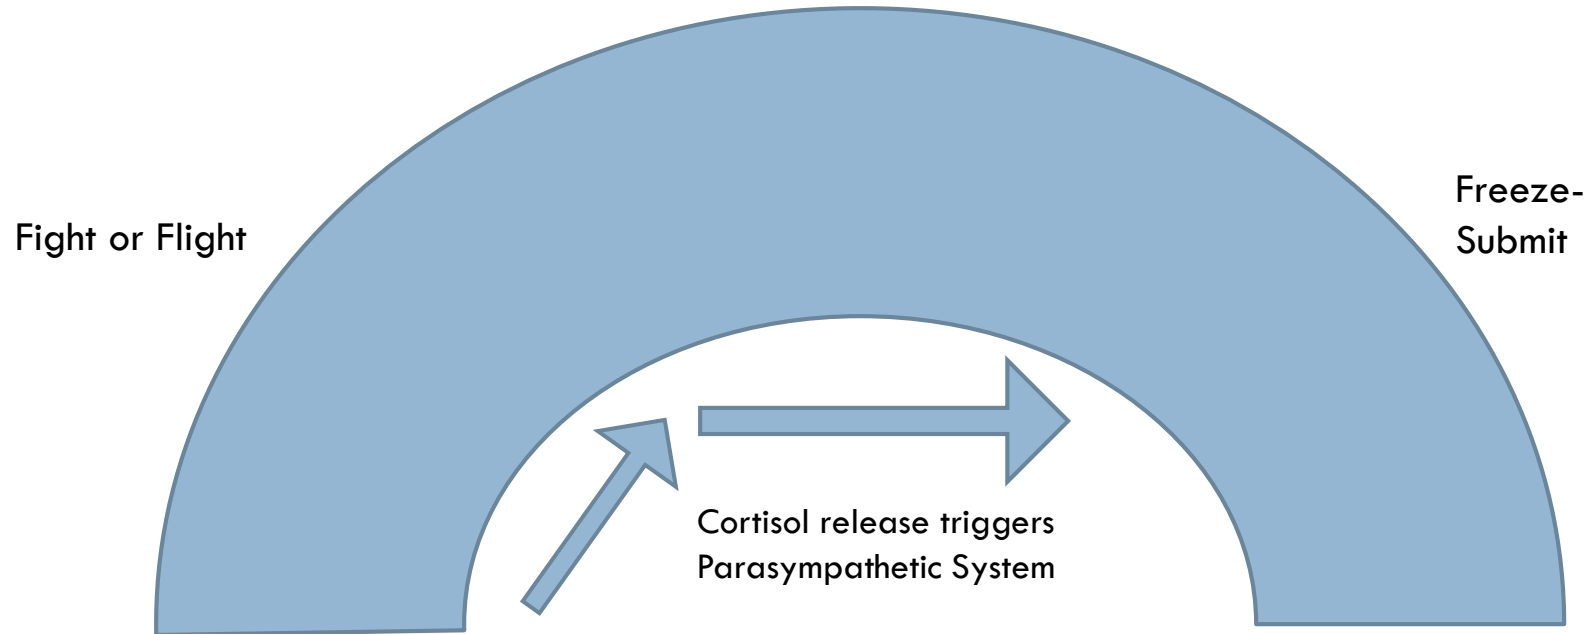 Fight or Flight
Freeze-
Submit
Cortisol release triggers
Parasympathetic System